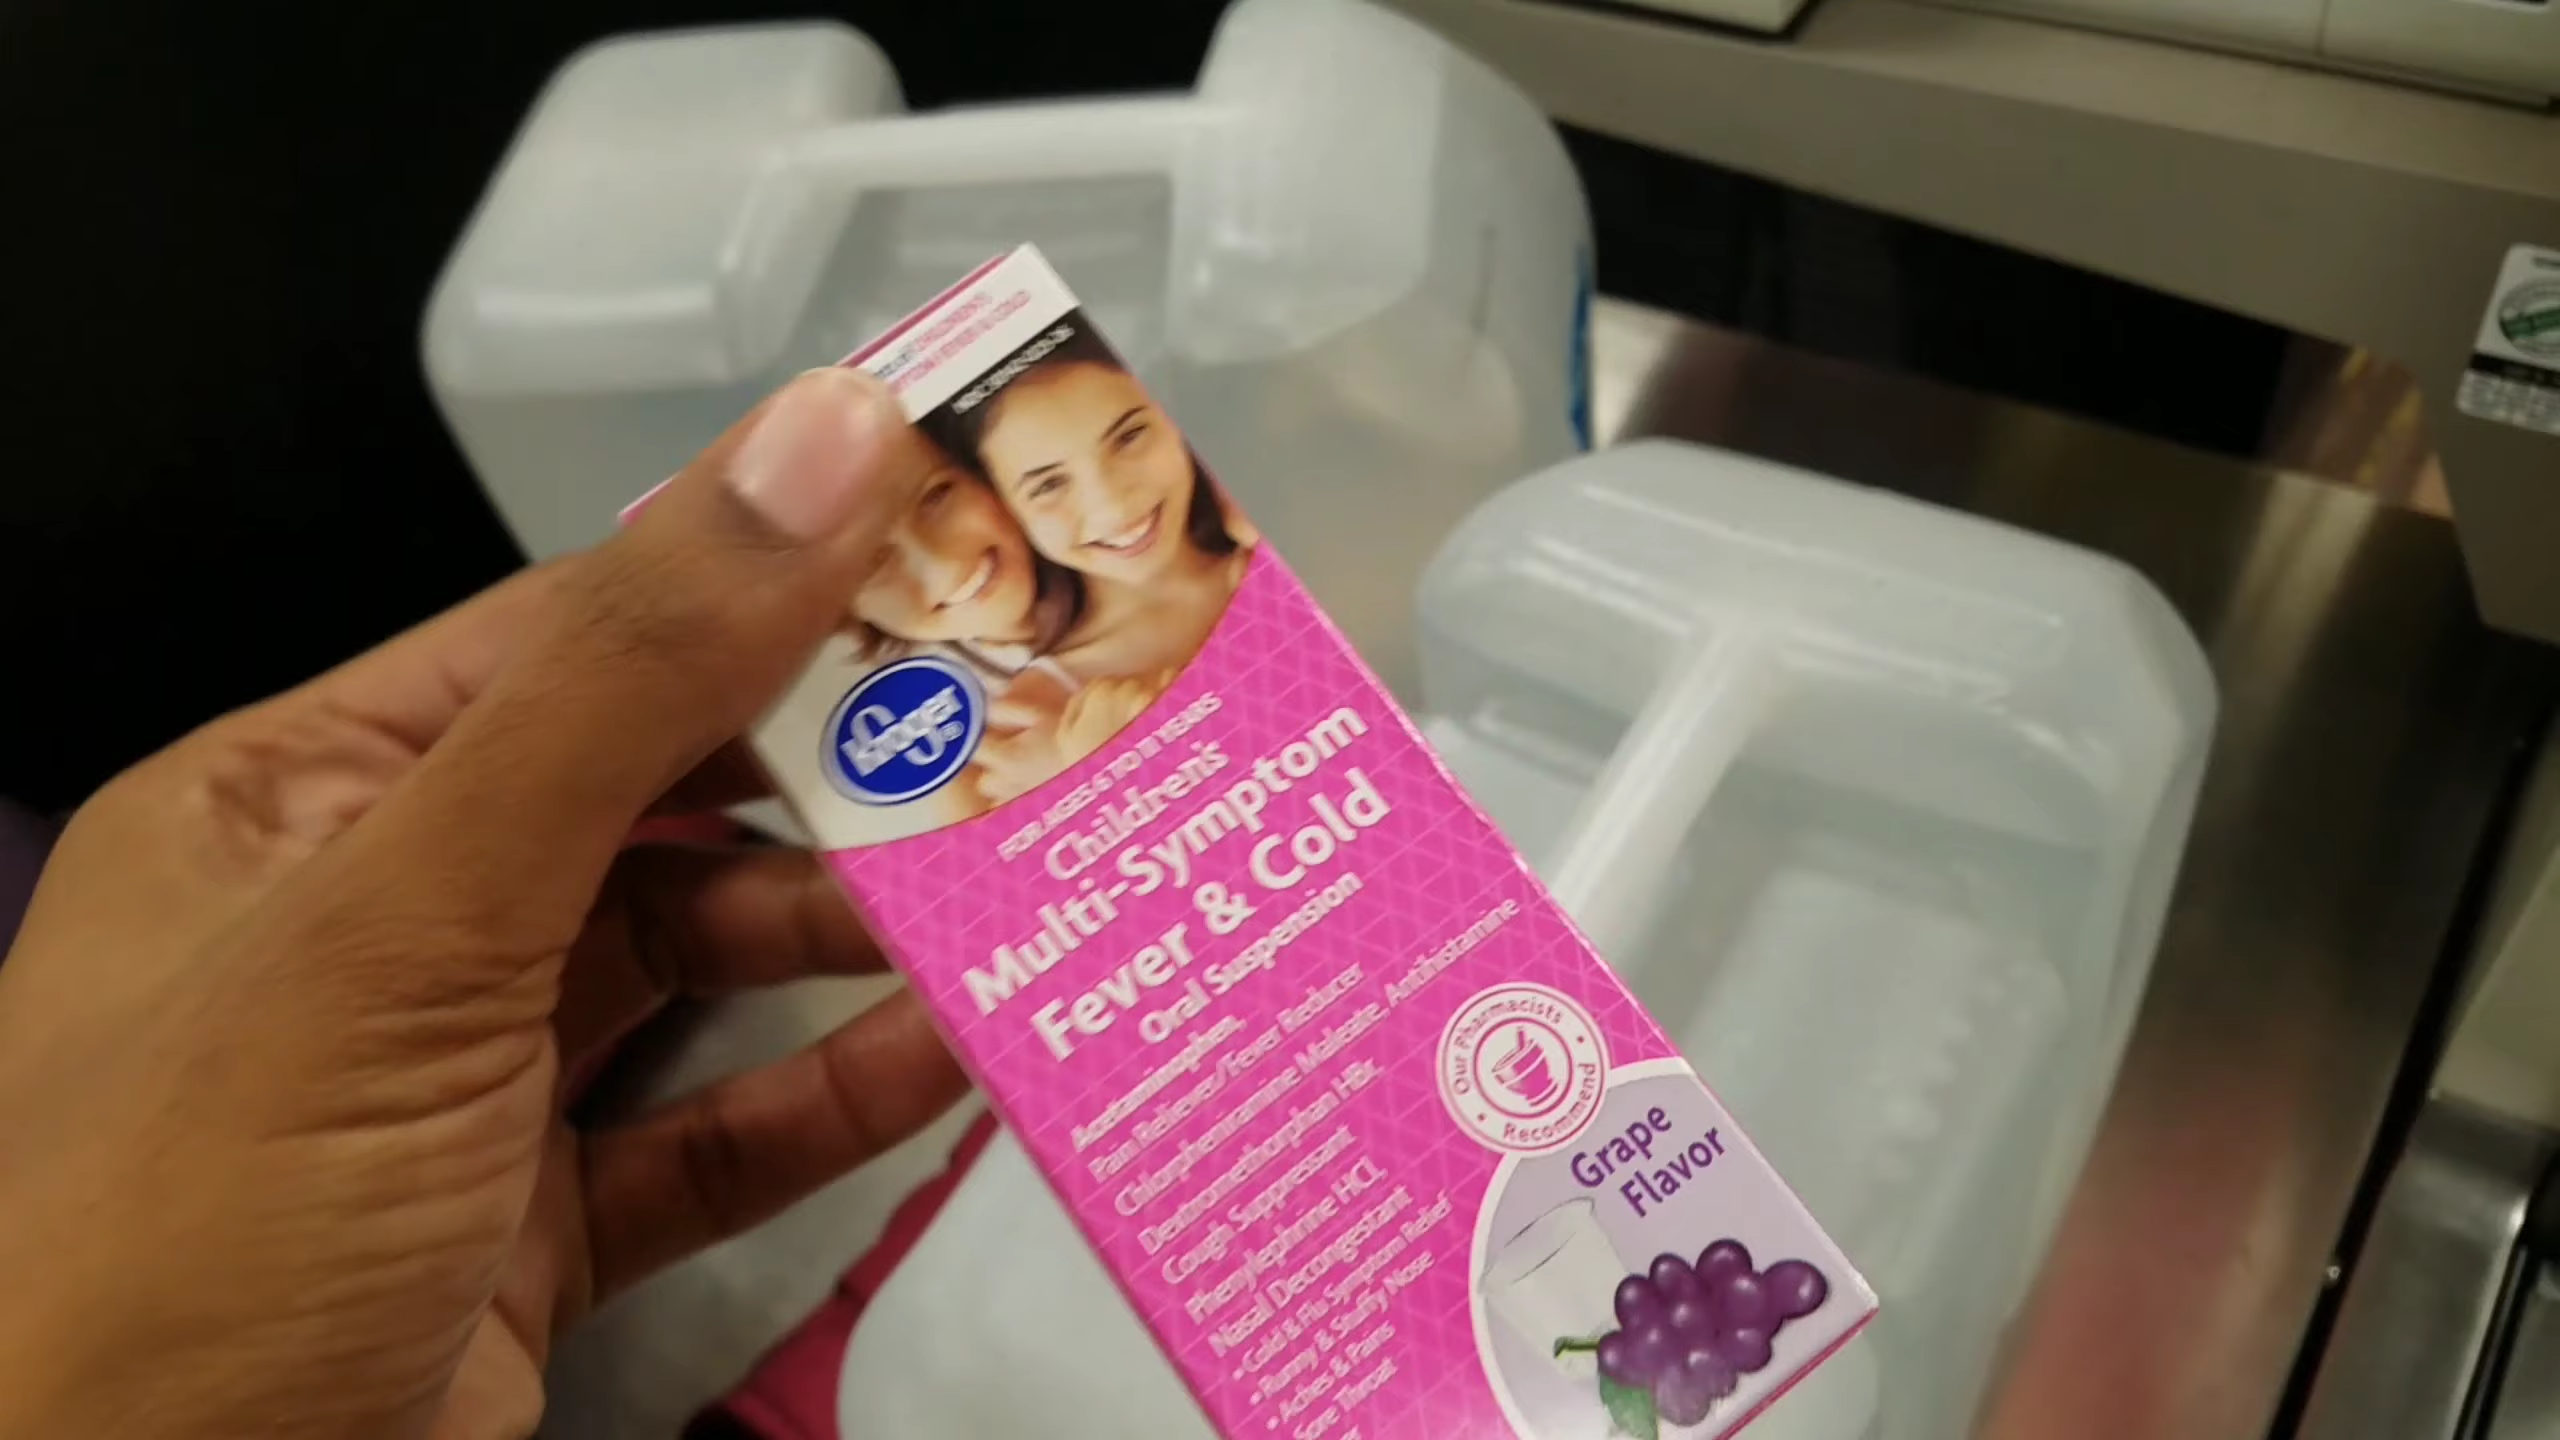 Kroger
FOR AGES 6 TO 11 YEARS
Children's
Multi-Symptom
Fever & Cold
Oral Suspension
Acetaminophen,
Pain Reliever/Fever Reducer
Chlorpheniramine Maleate, Antihistamine
Dextromethorphan HBr,
Cough Suppressant
Phenylephrine HCl,
Nasal Decongestant
• Cold & Flu Symptom Relief
• Runny & Stuffy Nose
• Aches & Pains
Sore Throat
Our Pharmacists
Recommend
Grape
Flavor